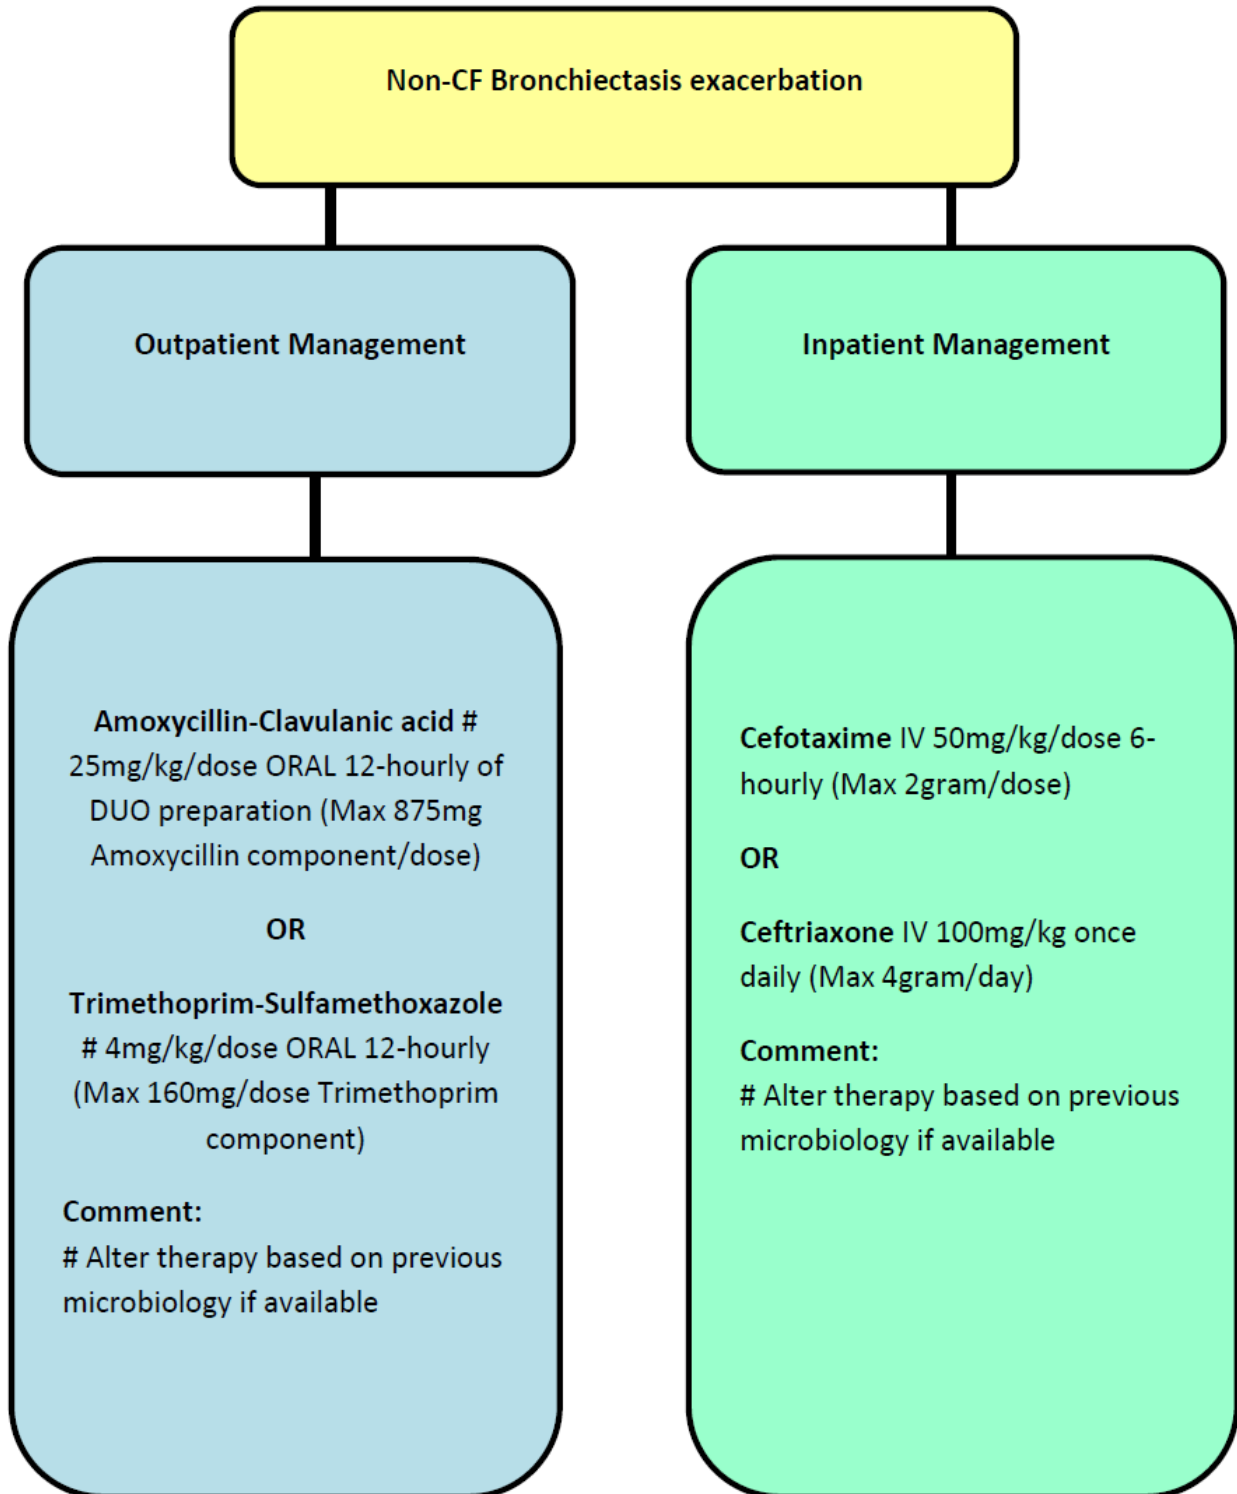 Non-CF Bronchiectasis exacerbation
Outpatient Management
Inpatient Management
Amoxycillin-Clavulanic acid #
25mg/kg/dose ORAL 12-hourly of
DUO preparation (Max 875mg
Amoxycillin component/dose)
OR
Trimethoprim-Sulfamethoxazole
# 4mg/kg/dose ORAL 12-hourly
(Max 160mg/dose Trimethoprim
component)
Comment:
# Alter therapy based on previous
microbiology if available
Cefotaxime IV 50mg/kg/dose 6-
hourly (Max 2gram/dose)
OR
Ceftriaxone IV 100mg/kg once
daily (Max 4gram/day)
Comment:
# Alter therapy based on previous
microbiology if available